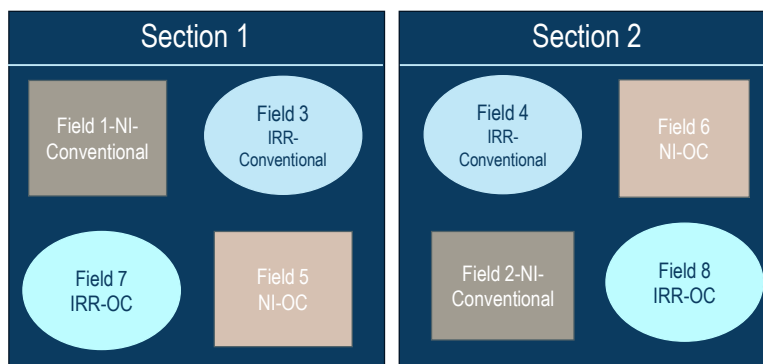 Section 1
Field 1-NI-
Conventional
Field 3
IRR-
Conventional
Field 7
IRR-OC
Field 5
NI-OC
Section 2
Field 4
IRR-
Conventional
Field 6
NI-OC
Field 2-NI-
Conventional
Field 8
IRR-OC